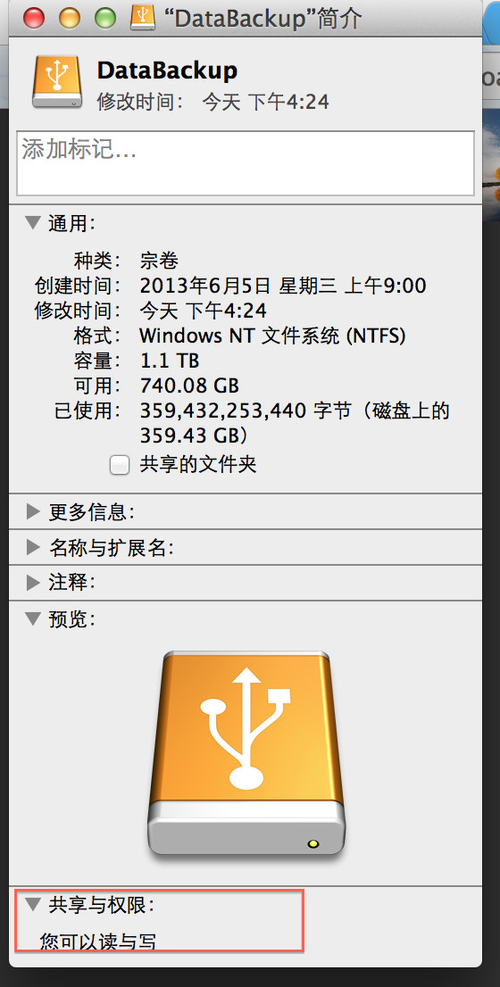 “DataBackup”简介
DataBackup
修改时间： 今天 下午4:24
添加标记…
通用：
种类： 宗卷
创建时间： 2013年6月5日 星期三 上午9:00
修改时间： 今天 下午4:24
格式： Windows NT 文件系统 (NTFS)
容量： 1.1 TB
可用： 740.08 GB
已使用： 359,432,253,440 字节（磁盘上的
359.43 GB）
共享的文件夹
更多信息：
名称与扩展名：
注释：
预览：
共享与权限：
您可以读与写